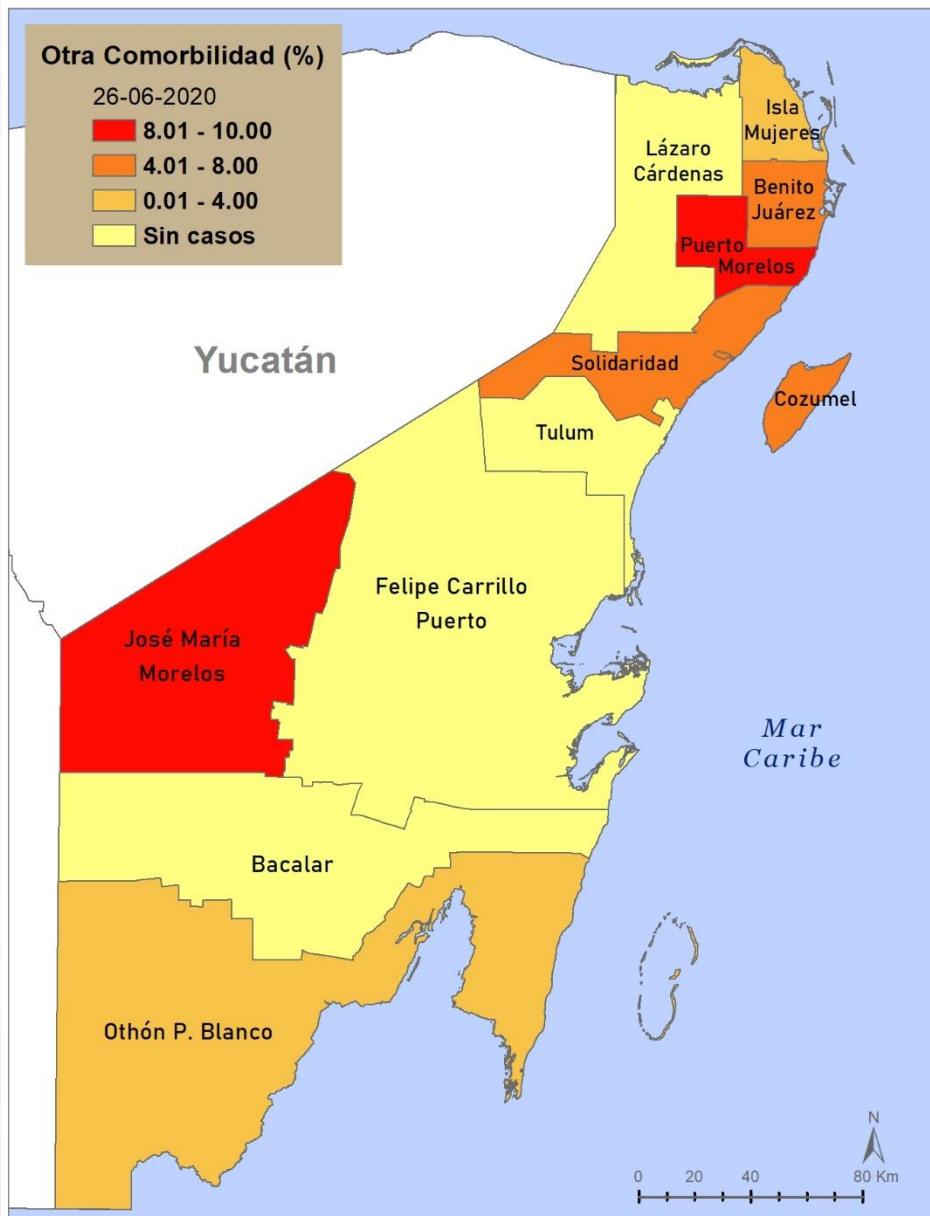 Otra Comorbilidad (%)
26-06-2020
8.01 - 10.00
4.01 - 8.00
0.01 - 4.00
Sin casos
Isla
Mujeres
Lázaro
Cárdenas
Benito
Juárez
Puerto
Morelos
Yucatán
Solidaridad
Cozumel
Tulum
Felipe Carrillo
Puerto
José María
Morelos
Mar
Caribe
Bacalar
Othón P. Blanco
N
0 20 40 80 Km